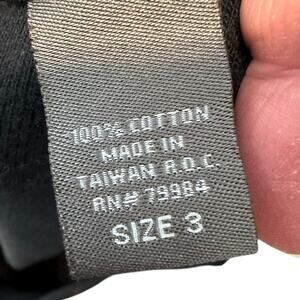 100% COTTON
MADE IN
TAIWAN R.O.C.
RN# 79984
SIZE 3